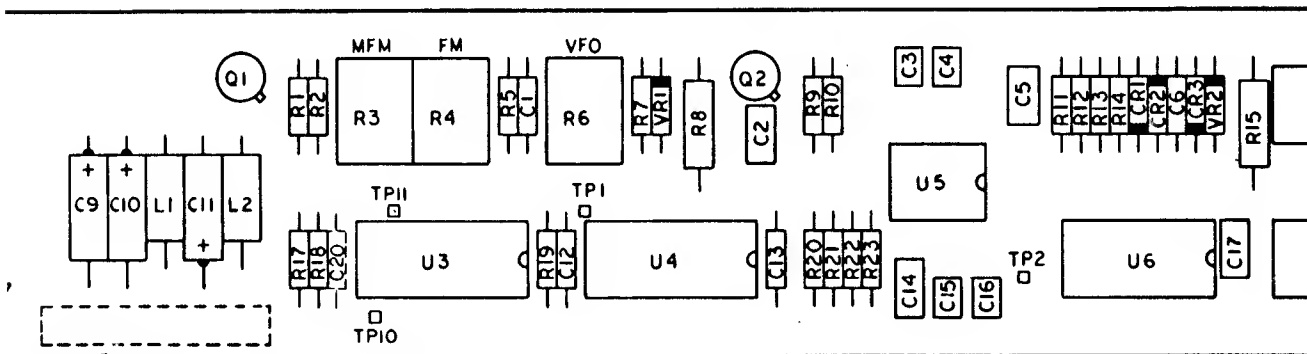 MFM FM VFO
Q1 R1 R2 R3 R4 R5 C1 R6 R7 VR1 R8 Q2 C2 R9 R10 C3 C4 C5 R11 R12 R13 R14 CR1 CR2 C6 CR3 VR2 R15
+ + U5
C9 C10 L1 C11 L2 TP11 TP1
+
R17 R18 C20 U3 R19 C12 U4 C13 R20 R21 R22 R23 C14 C15 C16 TP2 U6 C17
TP10